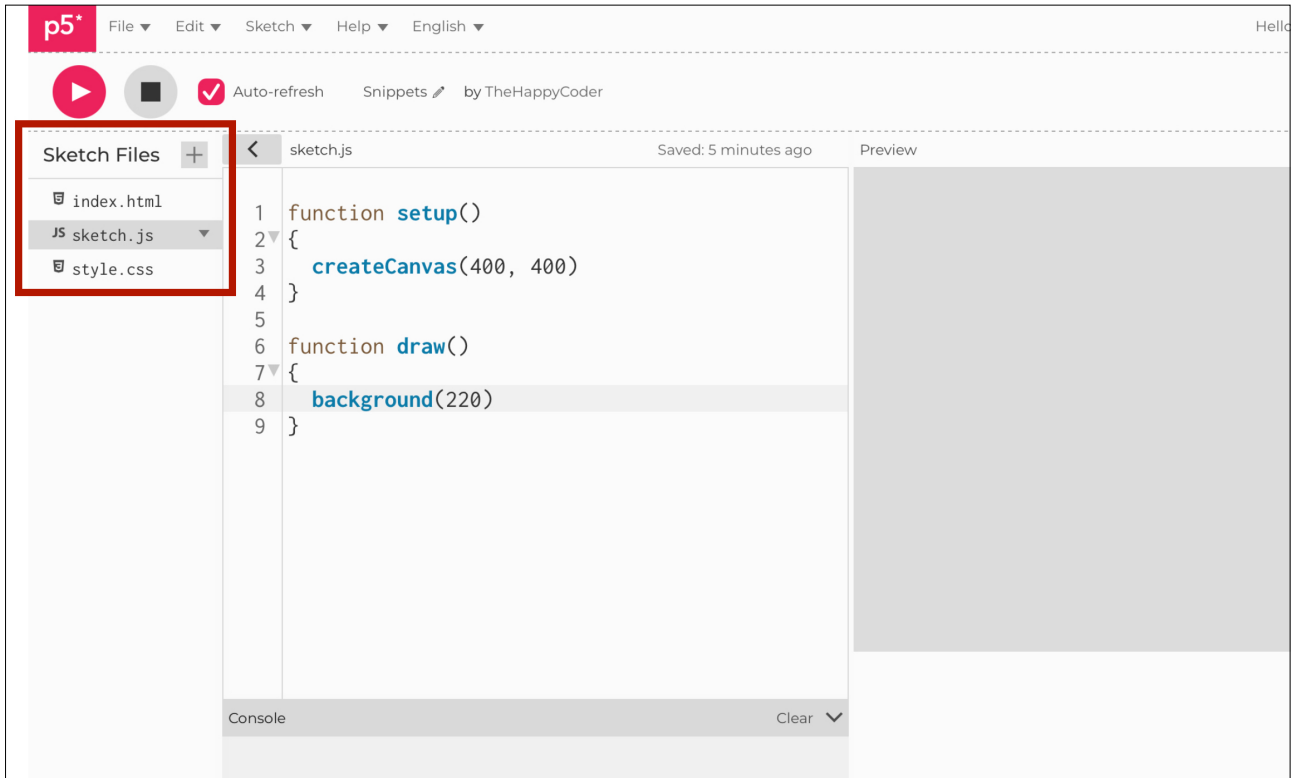 p5* File Edit Sketch Help English Hello
Auto-refresh Snippets by TheHappyCoder
Sketch Files + sketch.js Saved: 5 minutes ago Preview
index.html
JS sketch.js
style.css
1 function setup()
2 {
3 createCanvas(400, 400)
4 }
5
6 function draw()
7 {
8 background(220)
9 }
Console Clear